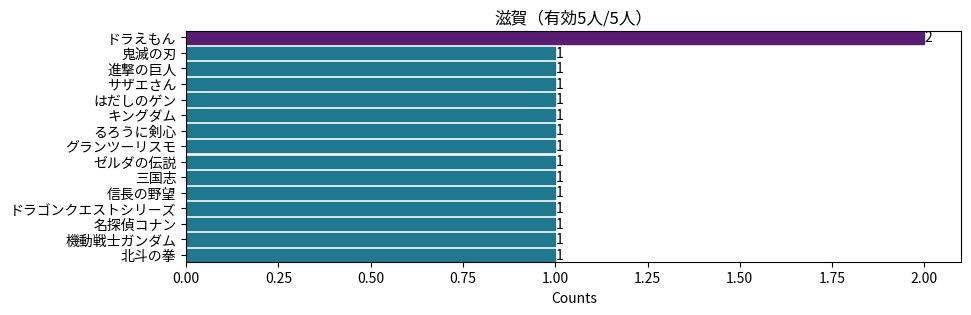 滋賀（有効5人/5人）
ドラえもん 2
鬼滅の刃 1
進撃の巨人 1
サザエさん 1
はだしのゲン 1
キングダム 1
るろうに剣心 1
グランツーリスモ 1
ゼルダの伝説 1
三国志 1
信長の野望 1
ドラゴンクエストシリーズ 1
名探偵コナン 1
機動戦士ガンダム 1
北斗の拳 1
0.00 0.25 0.50 0.75 1.00 1.25 1.50 1.75 2.00
Counts